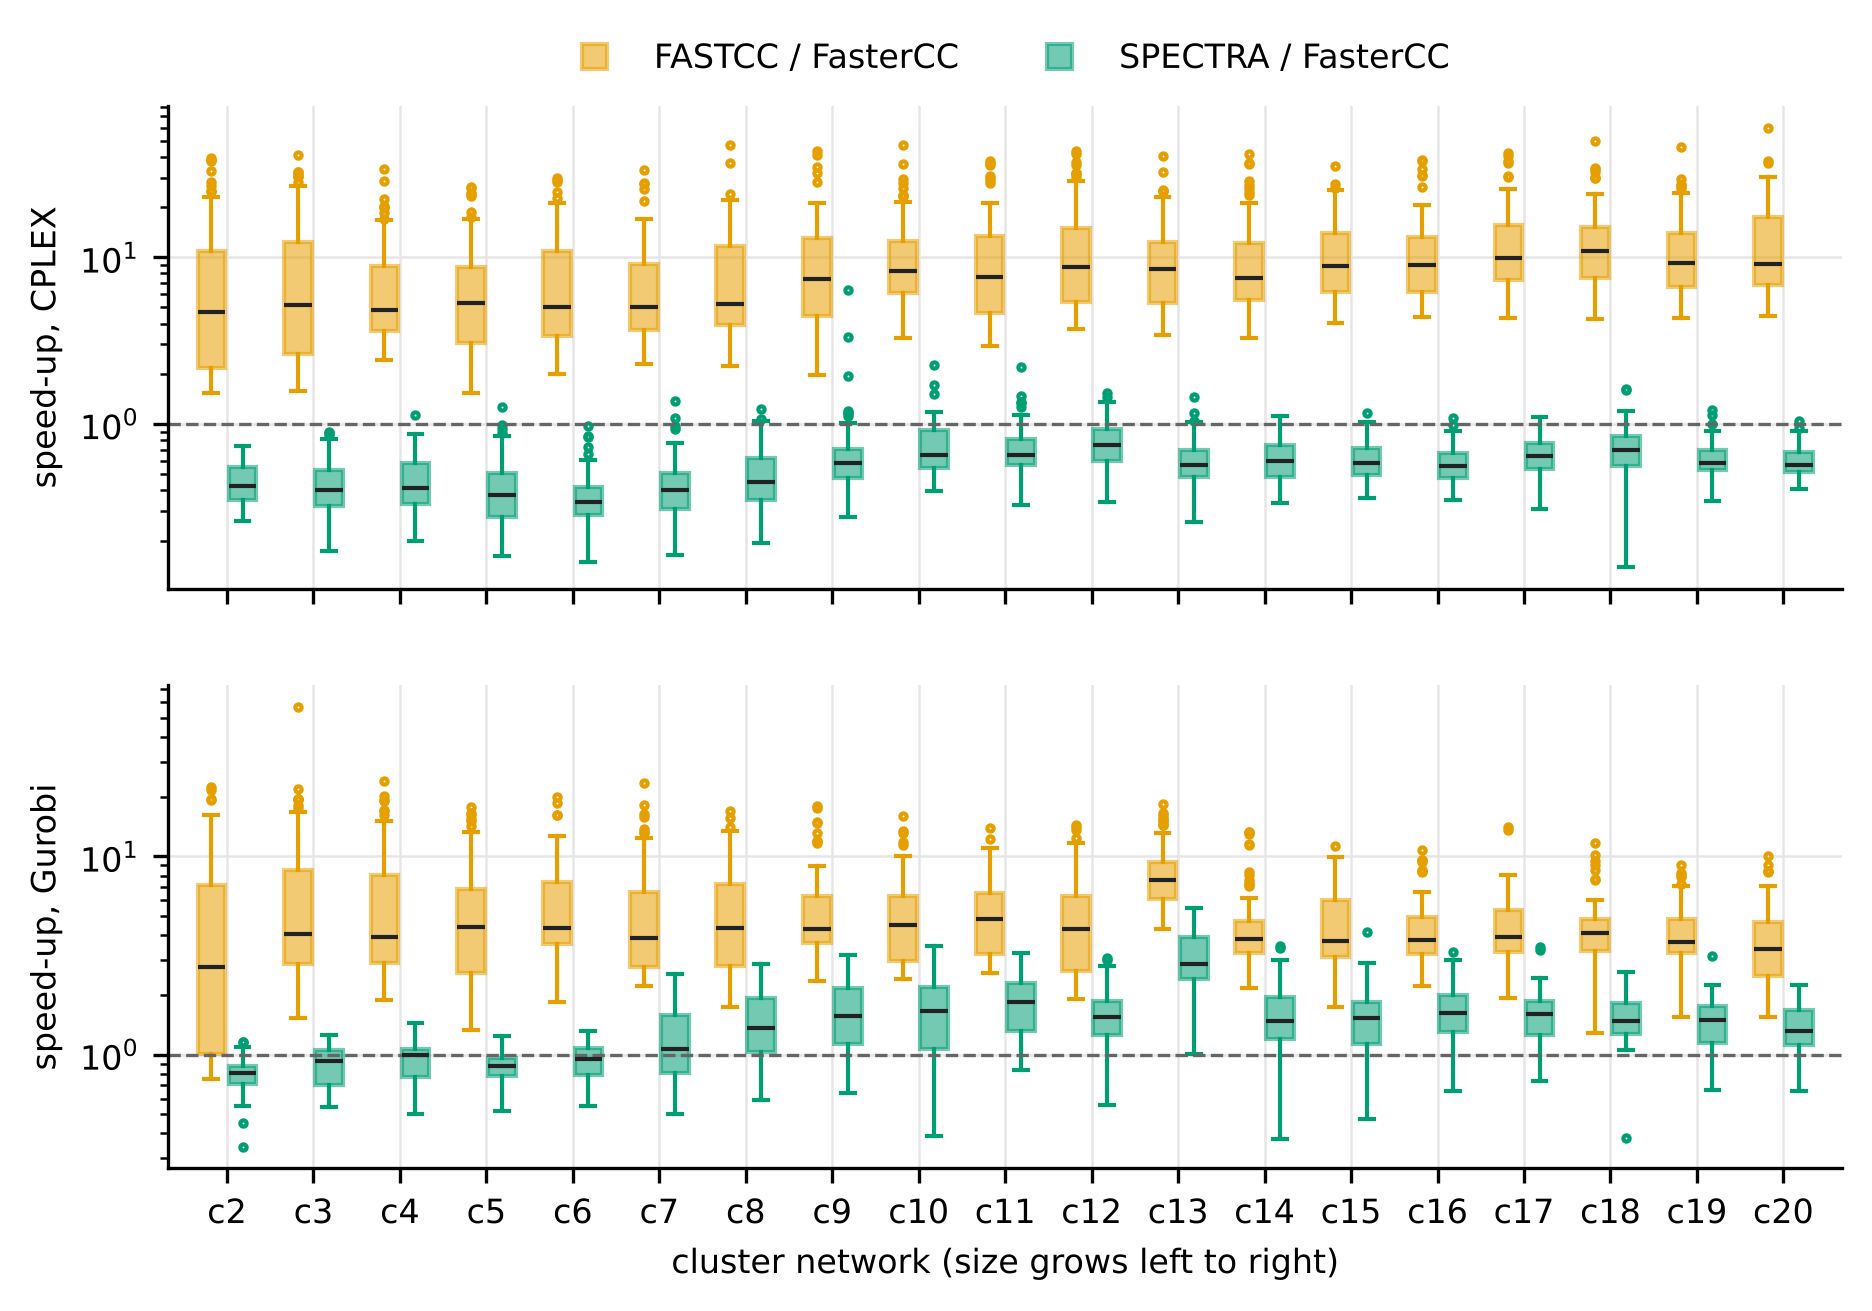 FASTCC / FasterCC
SPECTRA / FasterCC
speed-up, CPLEX
10¹
10⁰
speed-up, Gurobi
10¹
10⁰
c2 c3 c4 c5 c6 c7 c8 c9 c10 c11 c12 c13 c14 c15 c16 c17 c18 c19 c20
cluster network (size grows left to right)